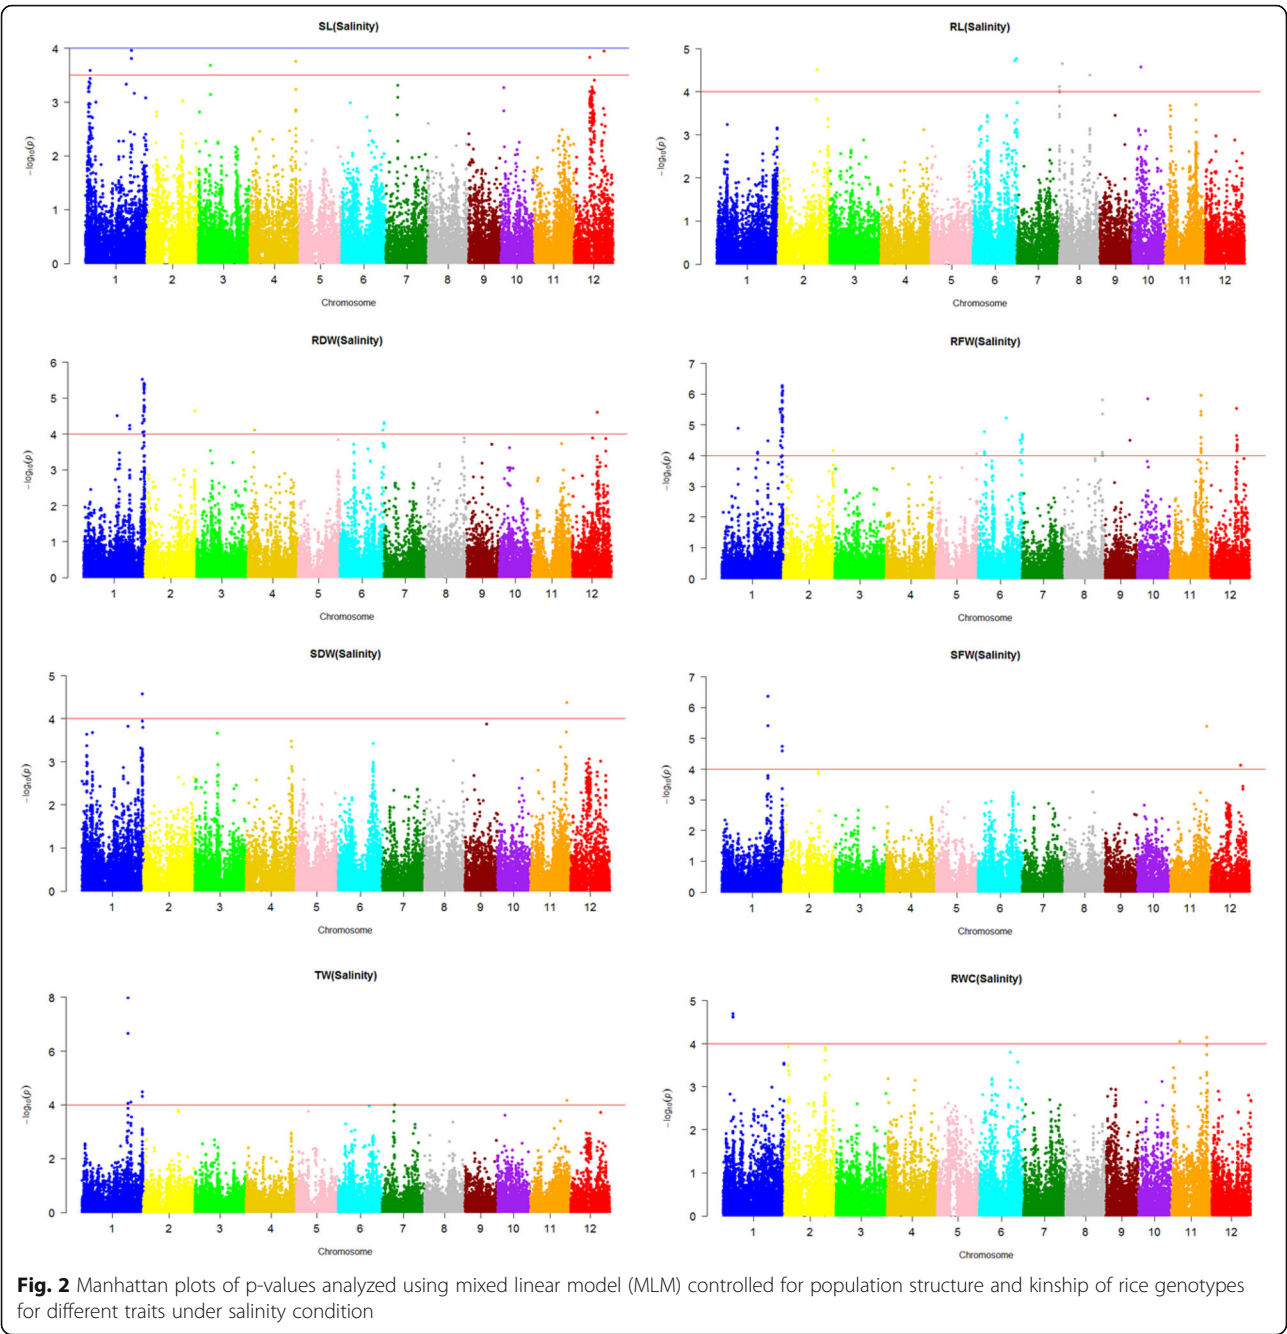 SL(Salinity)
4
3
2
1
0
−log10(p)
1 2 3 4 5 6 7 8 9 10 11 12
Chromosome
RL(Salinity)
5
4
3
2
1
0
−log10(p)
1 2 3 4 5 6 7 8 9 10 11 12
Chromosome
RDW(Salinity)
6
5
4
3
2
1
0
−log10(p)
1 2 3 4 5 6 7 8 9 10 11 12
Chromosome
RFW(Salinity)
7
6
5
4
3
2
1
0
−log10(p)
1 2 3 4 5 6 7 8 9 10 11 12
Chromosome
SDW(Salinity)
5
4
3
2
1
0
−log10(p)
1 2 3 4 5 6 7 8 9 10 11 12
Chromosome
SFW(Salinity)
7
6
5
4
3
2
1
0
−log10(p)
1 2 3 4 5 6 7 8 9 10 11 12
Chromosome
TW(Salinity)
8
6
4
2
0
−log10(p)
1 2 3 4 5 6 7 8 9 10 11 12
Chromosome
RWC(Salinity)
5
4
3
2
1
0
−log10(p)
1 2 3 4 5 6 7 8 9 10 11 12
Chromosome
Fig. 2 Manhattan plots of p-values analyzed using mixed linear model (MLM) controlled for population structure and kinship of rice genotypes
for different traits under salinity condition